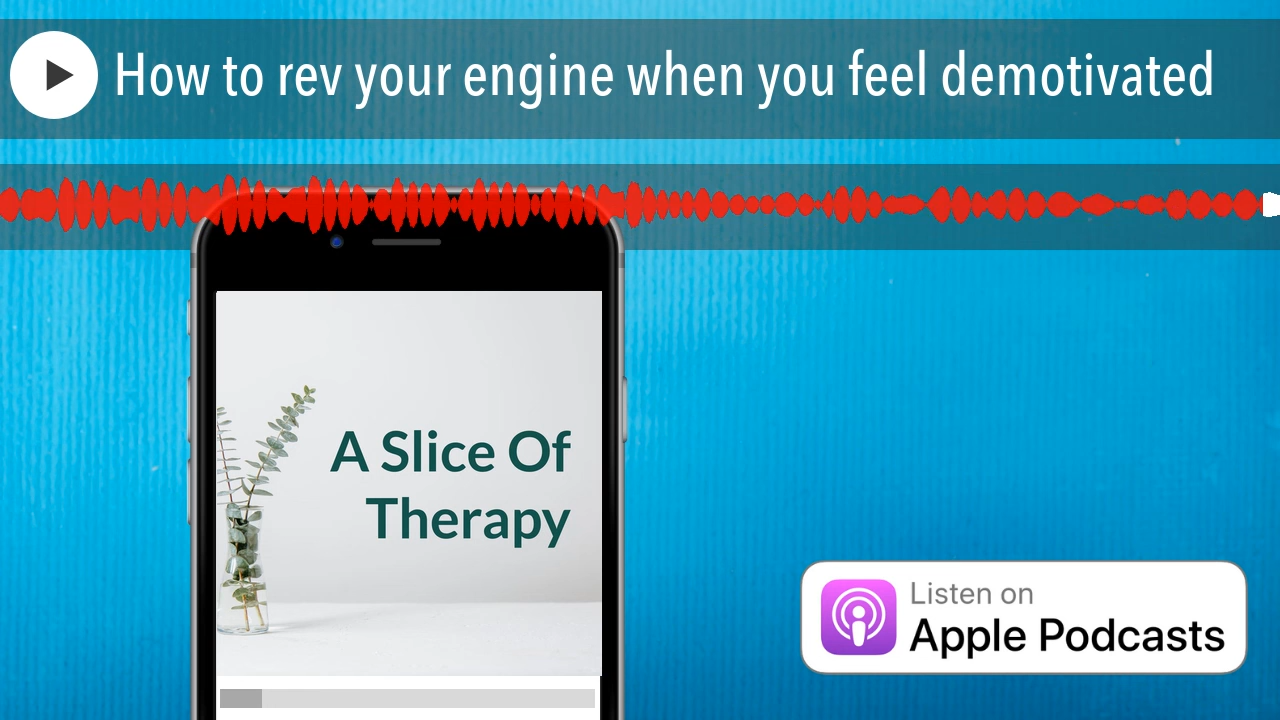 How to rev your engine when you feel demotivated
A Slice Of
Therapy
Listen on
Apple Podcasts